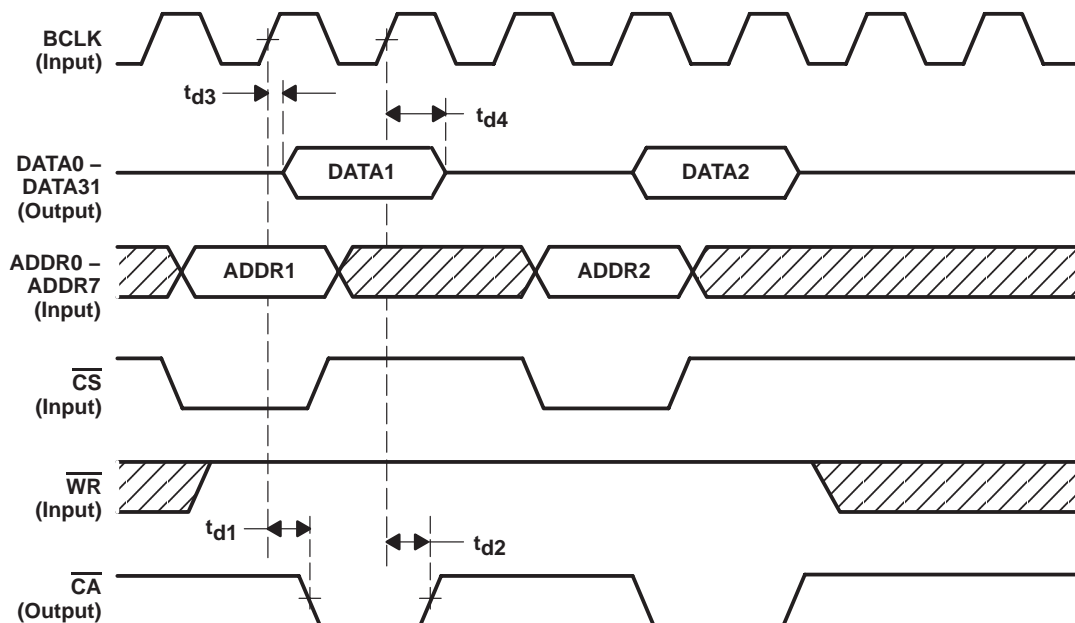 BCLK
(Input)
td3
td4
DATA0 –
DATA31
(Output)
DATA1
DATA2
ADDR0 –
ADDR7
(Input)
ADDR1
ADDR2
CS
(Input)
WR
(Input)
td1
td2
CA
(Output)